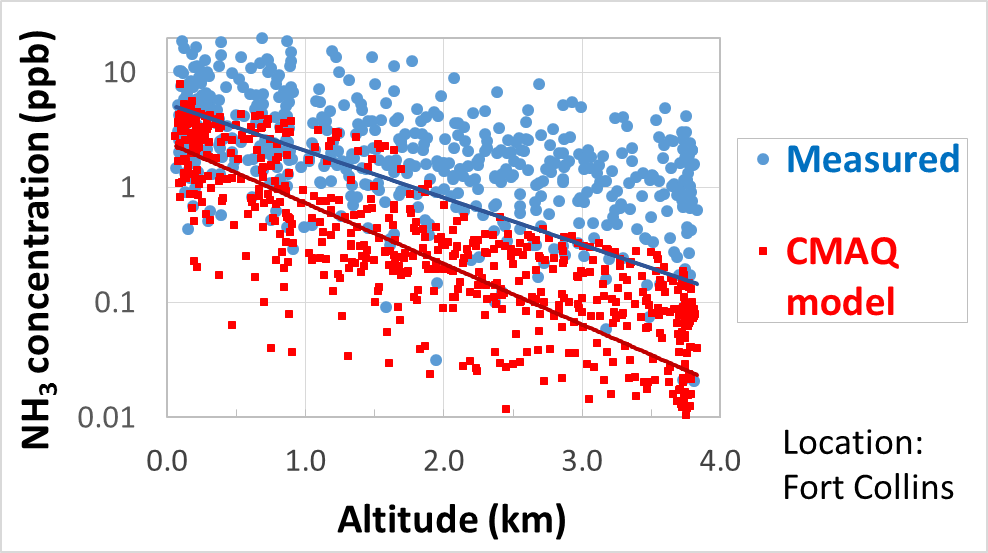 NH3 concentration (ppb)
10
1
0.1
0.01
0.0
1.0
2.0
3.0
4.0
Altitude (km)
Measured
CMAQ
model
Location:
Fort Collins